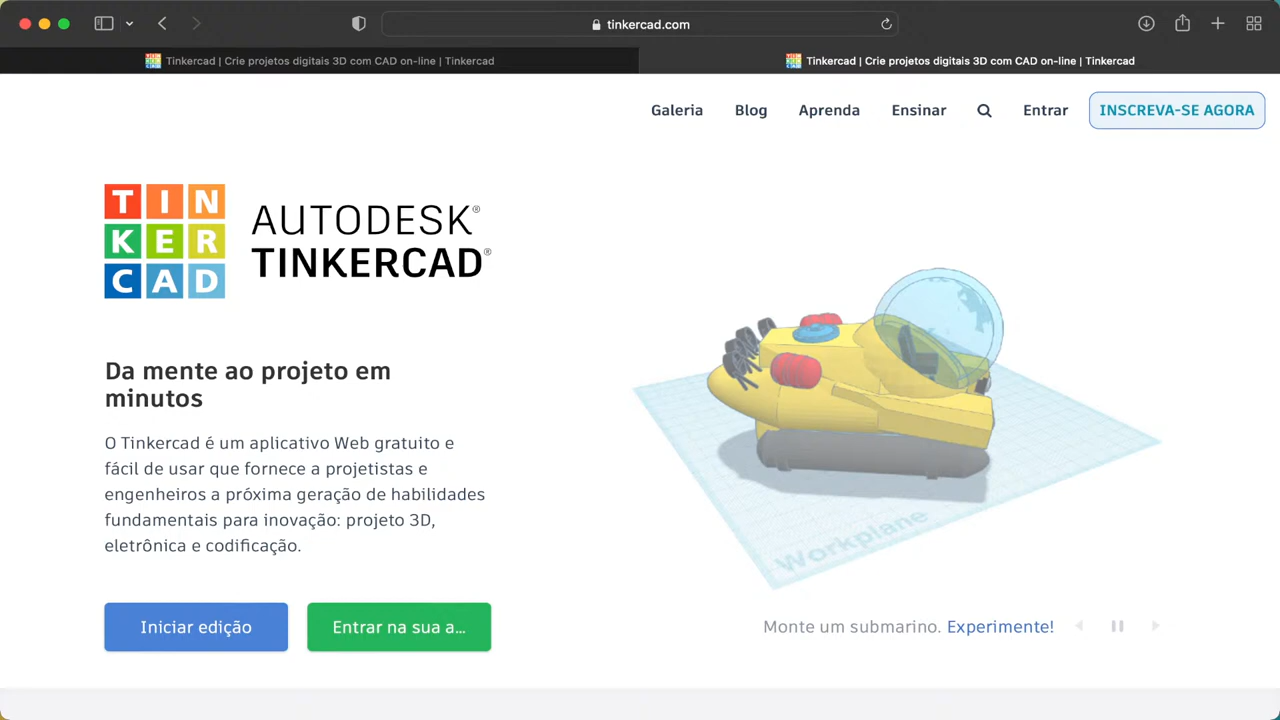 tinkercad.com
Tinkercad | Crie projetos digitais 3D com CAD on-line | Tinkercad
Tinkercad | Crie projetos digitais 3D com CAD on-line | Tinkercad
Galeria Blog Aprenda Ensinar Entrar INSCREVA-SE AGORA
TIN
KER
CAD
AUTODESK®
TINKERCAD®
Da mente ao projeto em
minutos
O Tinkercad é um aplicativo Web gratuito e
fácil de usar que fornece a projetistas e
engenheiros a próxima geração de habilidades
fundamentais para inovação: projeto 3D,
eletrônica e codificação.
Iniciar edição
Entrar na sua a...
Workplane
Monte um submarino. Experimente!